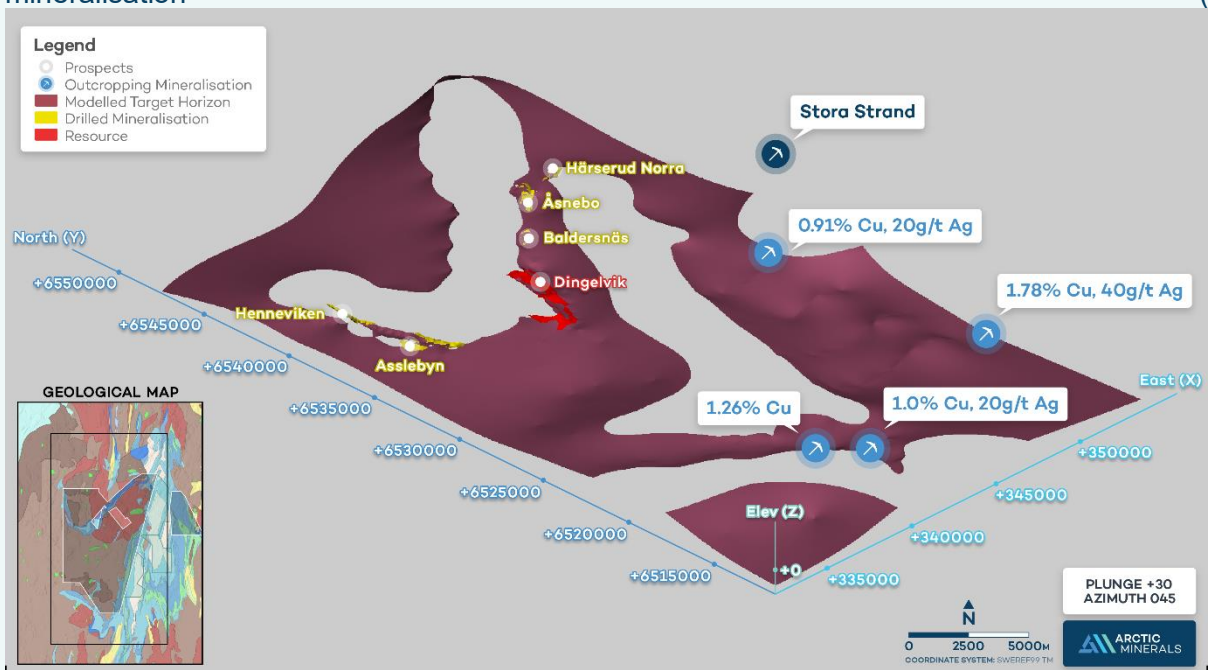 mineralisation
(
Legend
Prospects
Outcropping Mineralisation
Modelled Target Horizon
Drilled Mineralisation
Resource
Stora Strand
Härserud Norra
Åsnebo
0.91% Cu, 20g/t Ag
Baldersnäs
North (Y)
+6550000
Dingelvik
1.78% Cu, 40g/t Ag
Henneviken
+6545000
Asslebyn
+6540000
East (X)
GEOLOGICAL MAP
+6535000
1.26% Cu
1.0% Cu, 20g/t Ag
+6530000
+350000
+6525000
+345000
Elev (Z)
+6520000
+340000
+6515000
+0
+335000
PLUNGE +30
AZIMUTH 045
N
0 2500 5000M
COORDINATE SYSTEM: SWEREF99 TM
ARCTIC
MINERALS